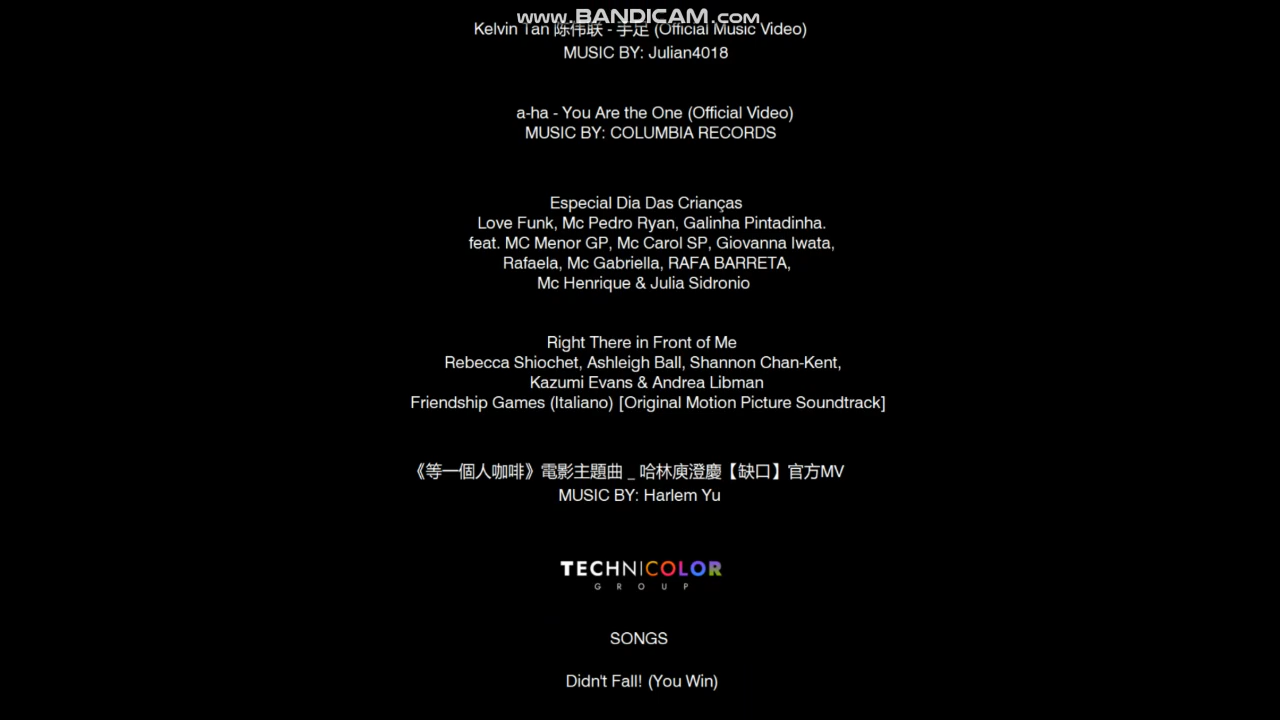 www.BANDICAM.com
Kelvin Tan 陈伟联 - 手足 (Official Music Video)
MUSIC BY: Julian4018
a-ha - You Are the One (Official Video)
MUSIC BY: COLUMBIA RECORDS
Especial Dia Das Crianças
Love Funk, Mc Pedro Ryan, Galinha Pintadinha.
feat. MC Menor GP, Mc Carol SP, Giovanna Iwata,
Rafaela, Mc Gabriella, RAFA BARRETA,
Mc Henrique & Julia Sidronio
Right There in Front of Me
Rebecca Shiochet, Ashleigh Ball, Shannon Chan-Kent,
Kazumi Evans & Andrea Libman
Friendship Games (Italiano) [Original Motion Picture Soundtrack]
《等一個人咖啡》電影主題曲 _ 哈林庾澄慶【缺口】官方MV
MUSIC BY: Harlem Yu
TECHNICOLOR
GROUP
SONGS
Didn't Fall! (You Win)